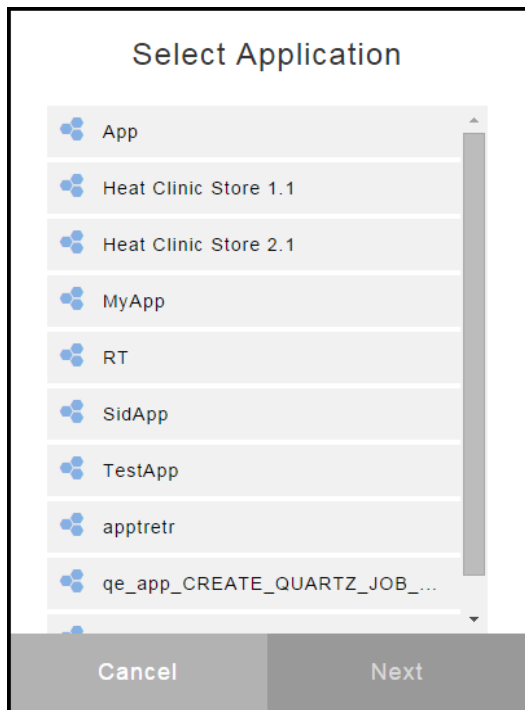 Select Application
App
Heat Clinic Store 1.1
Heat Clinic Store 2.1
MyApp
RT
SidApp
TestApp
apptretr
qe_app_CREATE_QUARTZ_JOB_...
Cancel
Next